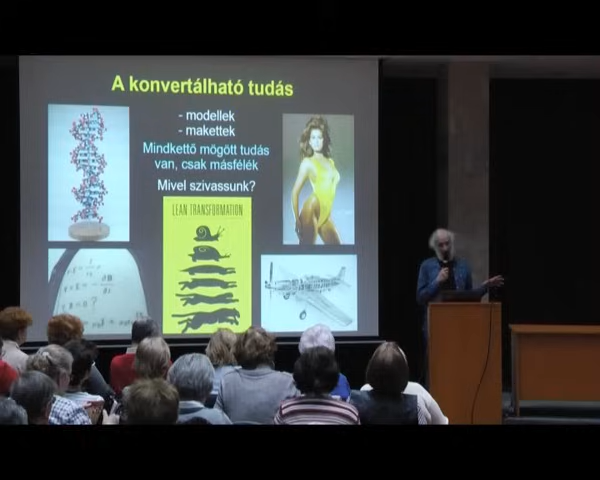 A konvertálható tudás
- modellek
- makettek
Mindkettő mögött tudás
van, csak másfélék
Mivel szivassunk?
LEAN TRANSFORMATION